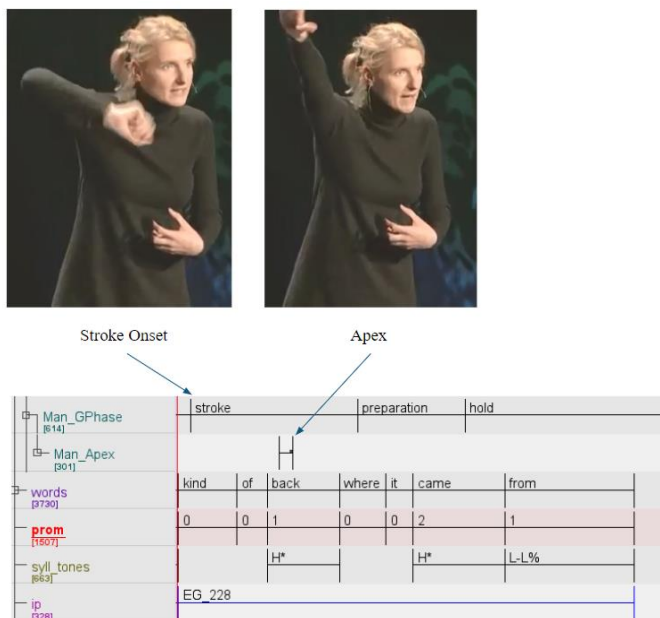 Stroke Onset Apex
stroke preparation hold
Man_GPhase
[614]
Man_Apex
[301]
kind of back where it came from
words
[3730]
0 0 1 0 0 2 1
prom
[1507]
H* H* L-L%
syll_tones
[663]
EG_228
ip
[328]